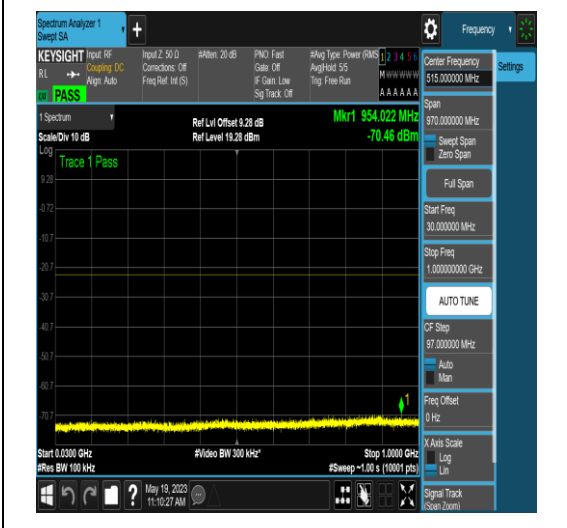 Spectrum Analyzer 1
Swept SA
+
Frequency
KEYSIGHT
Input: RF
Coupling: DC
Align: Auto
Input Z: 50 Ω
Corrections: Off
Freq Ref: Int (S)
#Atten: 20 dB
PNO: Fast
Gate: Off
IF Gain: Low
Sig Track: Off
#Avg Type: Power (RMS
Avg|Hold: 5/5
Trig: Free Run
1 2 3 4 5 6
M W W W W W
A A A A A A
RL
PASS
1 Spectrum
Scale/Div 10 dB
Ref Lvl Offset 9.28 dB
Ref Level 19.28 dBm
Mkr1 954.022 MHz
-70.46 dBm
Log
Trace 1 Pass
9.28
-0.72
-10.7
-20.7
-30.7
-40.7
-50.7
-60.7
-70.7
1
Start 0.0300 GHz
#Res BW 100 kHz
#Video BW 300 kHz*
Stop 1.0000 GHz
#Sweep ~1.00 s (10001 pts)
?
May 19, 2023
11:10:27 AM
Center Frequency
515.000000 MHz
Settings
Span
970.000000 MHz
Swept Span
Zero Span
Full Span
Start Freq
30.000000 MHz
Stop Freq
1.000000000 GHz
AUTO TUNE
CF Step
97.000000 MHz
Auto
Man
Freq Offset
0 Hz
X Axis Scale
Log
Lin
Signal Track
(Span Zoom)